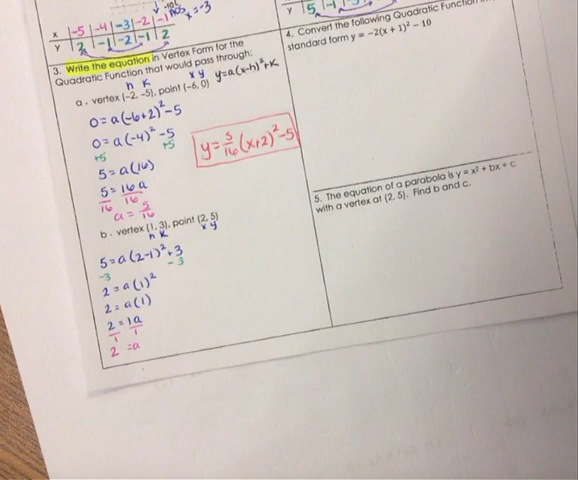 x | -5 | -4 | -3 | -2 | -1
y | 2 | -1 | -2 | -1 | 2
x=-3
y | 5 | -1
3. Write the equation in Vertex Form for the
Quadratic Function that would pass through:
h k x y y=a(x-h)²+k
a. vertex (-2, -5), point (-6, 0)
0=a(-6+2)²-5
0=a(-4)²-5
+5 +5
5=a(16)
5=16a
16 16
a=5/16
y=5/16(x+2)²-5
b. vertex (1, 3), point (2, 5)
h k x y
5=a(2-1)²+3
-3 -3
2=a(1)²
2=a(1)
2=1a
1 1
2=a
4. Convert the following Quadratic
standard form y = -2(x + 1)² - 10
5. The equation of a parabola is y = x² + bx + c
with a vertex at (2, 5). Find b and c.